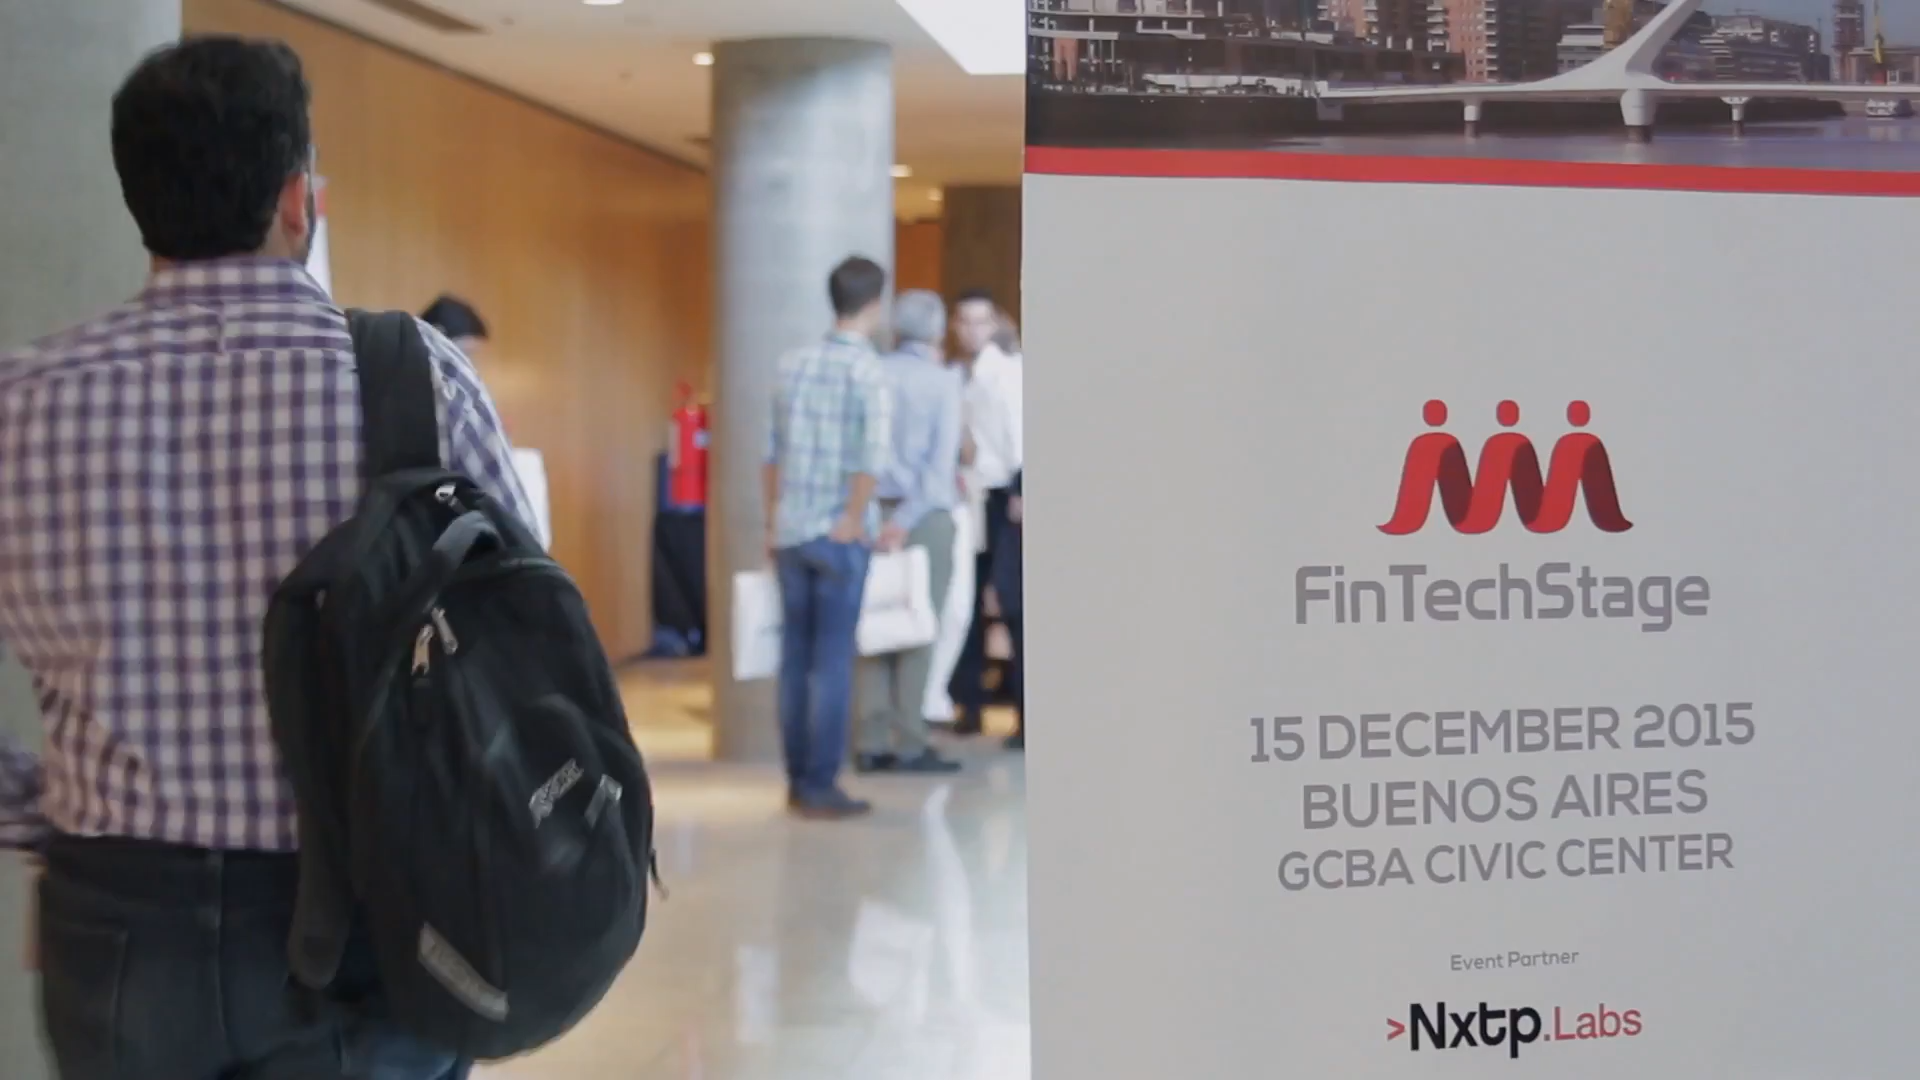 FinTechStage
15 DECEMBER 2015
BUENOS AIRES
GCBA CIVIC CENTER
Event Partner
>Nxtp.Labs